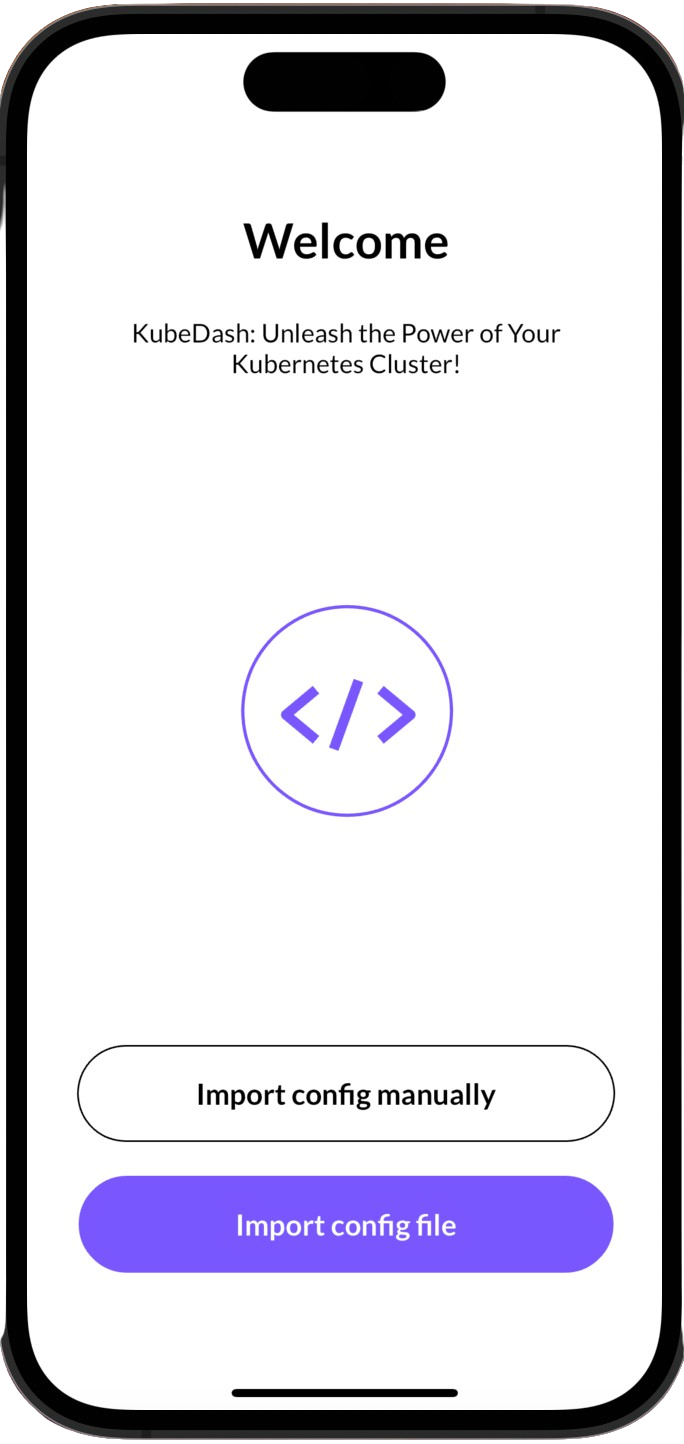 Welcome
KubeDash: Unleash the Power of Your
Kubernetes Cluster!
</>
Import config manually
Import config file